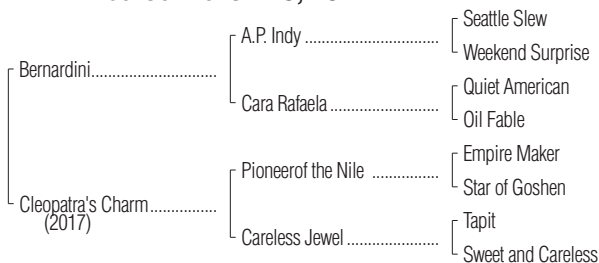 Seattle Slew
A.P. Indy ..................................
Weekend Surprise
Bernardini................................
Quiet American
Cara Rafaela ............................
Oil Fable
Empire Maker
Pioneerof the Nile .................
Star of Goshen
Cleopatra's Charm.................
(2017)
Tapit
Careless Jewel .......................
Sweet and Careless